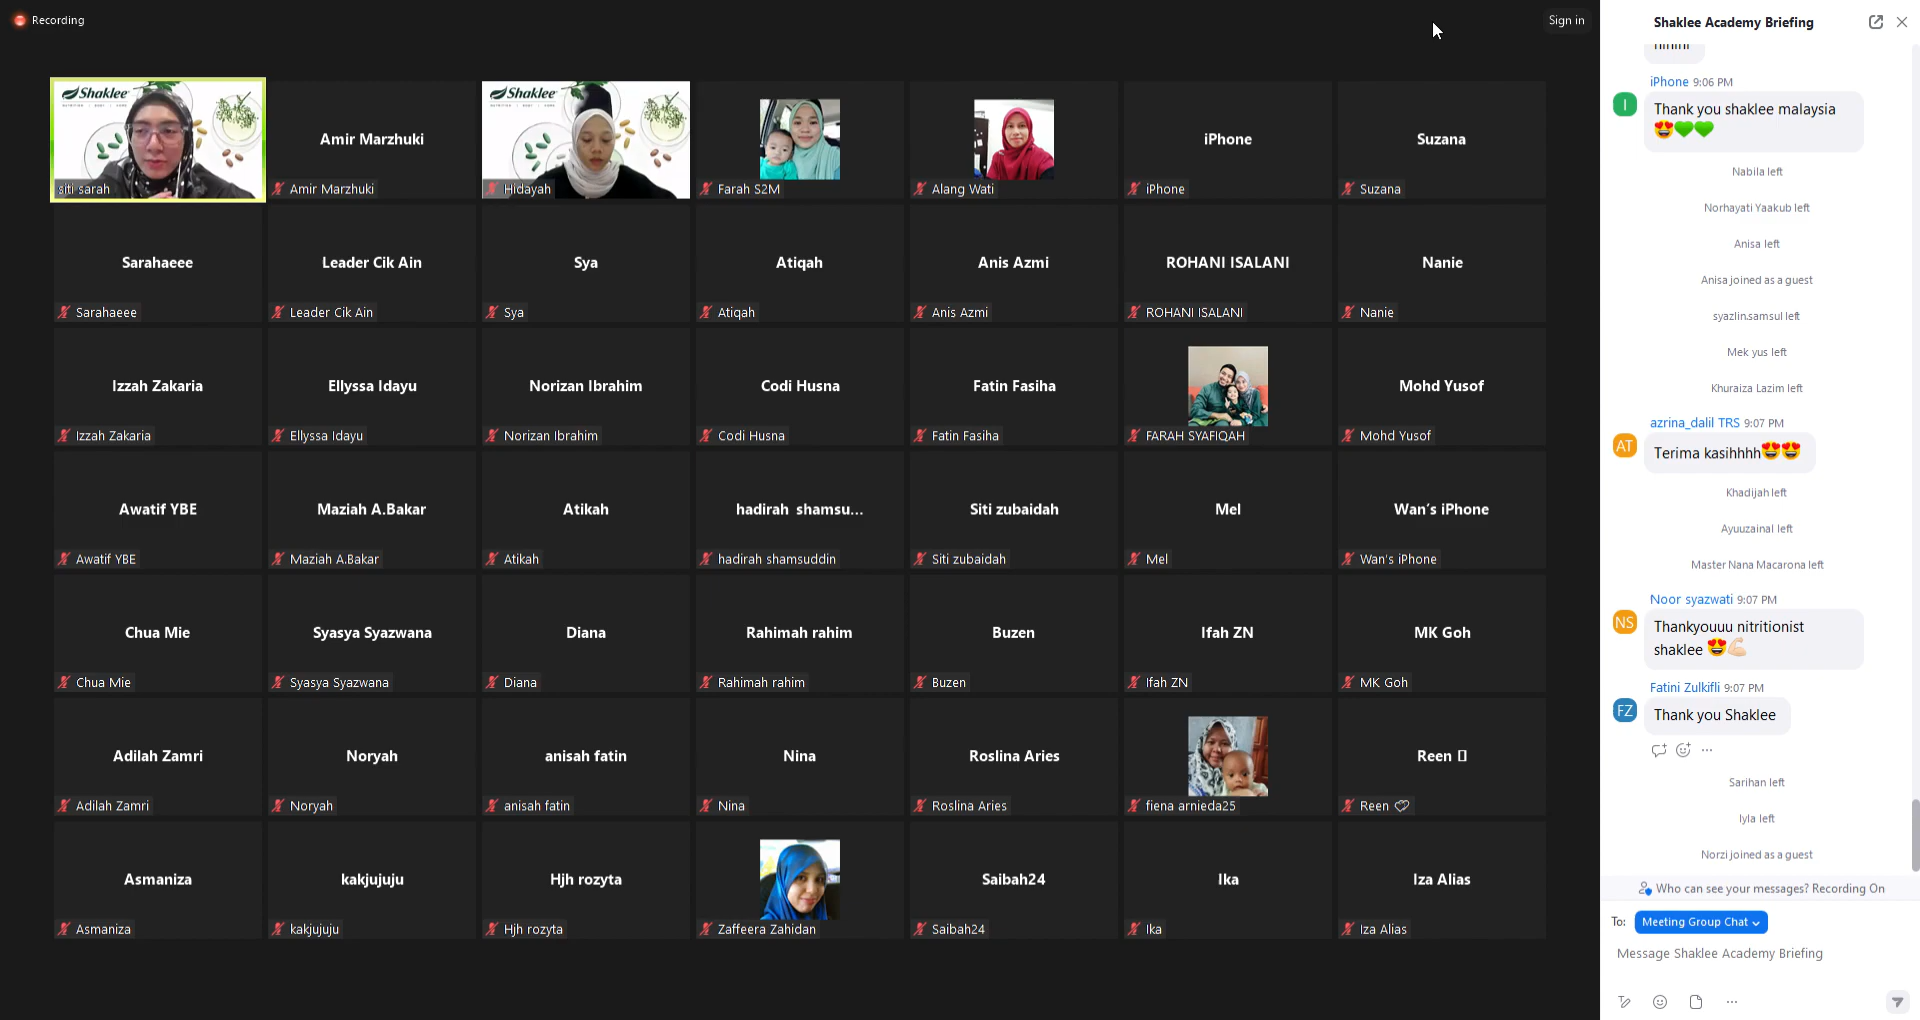 Recording
Sign in
Shaklee
siti sarah
Amir Marzhuki
Amir Marzhuki
Shaklee
Hidayah
Farah S2M
Alang Wati
iPhone
iPhone
Suzana
Suzana
Sarahaeee
Sarahaeee
Leader Cik Ain
Leader Cik Ain
Sya
Sya
Atiqah
Atiqah
Anis Azmi
Anis Azmi
ROHANI ISALANI
ROHANI ISALANI
Nanie
Nanie
Izzah Zakaria
Izzah Zakaria
Ellyssa Idayu
Ellyssa Idayu
Norizan Ibrahim
Norizan Ibrahim
Codi Husna
Codi Husna
Fatin Fasiha
Fatin Fasiha
FARAH SYAFIQAH
Mohd Yusof
Mohd Yusof
Awatif YBE
Awatif YBE
Maziah A.Bakar
Maziah A.Bakar
Atikah
Atikah
hadirah shamsu...
hadirah shamsuddin
Siti zubaidah
Siti zubaidah
Mel
Mel
Wan's iPhone
Wan's iPhone
Chua Mie
Chua Mie
Syasya Syazwana
Syasya Syazwana
Diana
Diana
Rahimah rahim
Rahimah rahim
Buzen
Buzen
Ifah ZN
Ifah ZN
MK Goh
MK Goh
Adilah Zamri
Adilah Zamri
Noryah
Noryah
anisah fatin
anisah fatin
Nina
Nina
Roslina Aries
Roslina Aries
fiena arnieda25
Reen
Reen
Asmaniza
Asmaniza
kakjujuju
kakjujuju
Hjh rozyta
Hjh rozyta
Zaffeera Zahidan
Saibah24
Saibah24
Ika
Ika
Iza Alias
Iza Alias
Shaklee Academy Briefing
iPhone 9:06 PM
I
Thank you shaklee malaysia
😍💚💚
Nabila left
Norhayati Yaakub left
Anisa left
Anisa joined as a guest
syazlin.samsul left
Mek yus left
Khuraiza Lazim left
azrina_dalil TRS 9:07 PM
AT
Terima kasihhhh😍😍
Khadijah left
Ayuuzainal left
Master Nana Macarona left
Noor syazwati 9:07 PM
NS
Thankyouuu nitritionist
shaklee 😍💪🏻
Fatini Zulkifli 9:07 PM
FZ
Thank you Shaklee
Sarihan left
Iyla left
Norzi joined as a guest
Who can see your messages? Recording On
To: Meeting Group Chat
Message Shaklee Academy Briefing